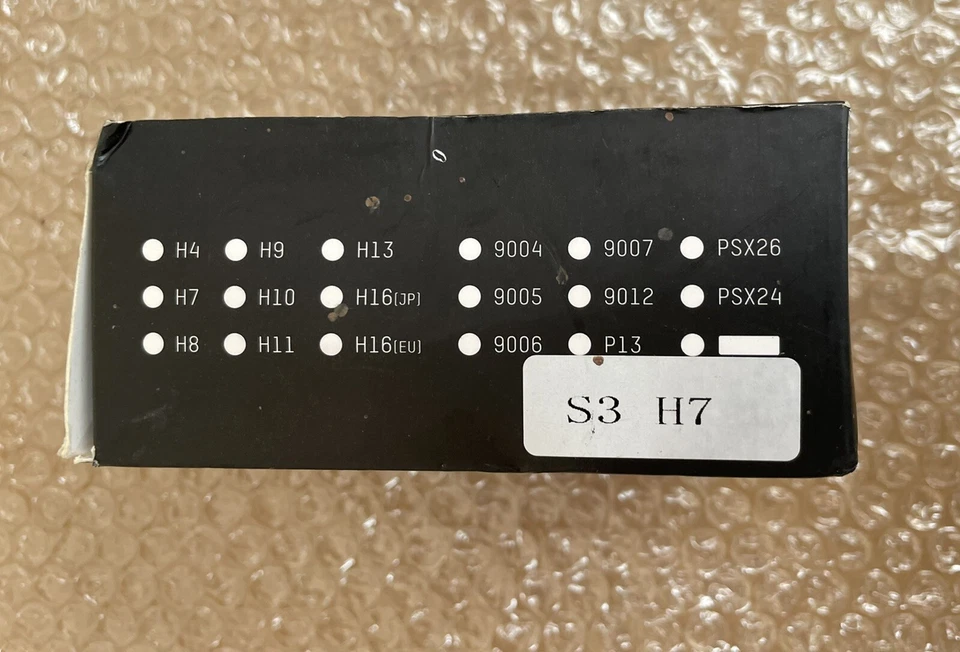 H4 H9 H13 9004 9007 PSX26
H7 H10 H16(JP) 9005 9012 PSX24
H8 H11 H16(EU) 9006 P13
S3 H7